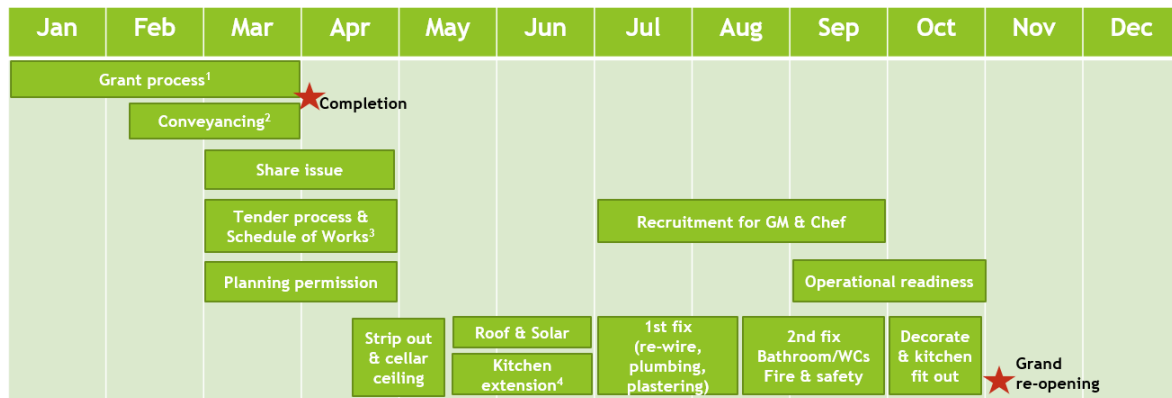 Jan Feb Mar Apr May Jun Jul Aug Sep Oct Nov Dec
Grant process¹
Completion
Conveyancing²
Share issue
Tender process &
Schedule of Works³
Recruitment for GM & Chef
Planning permission
Operational readiness
Strip out
& cellar
ceiling
Roof & Solar
Kitchen
extension⁴
1st fix
(re-wire,
plumbing,
plastering)
2nd fix
Bathroom/WCs
Fire & safety
Decorate
& kitchen
fit out
Grand
re-opening